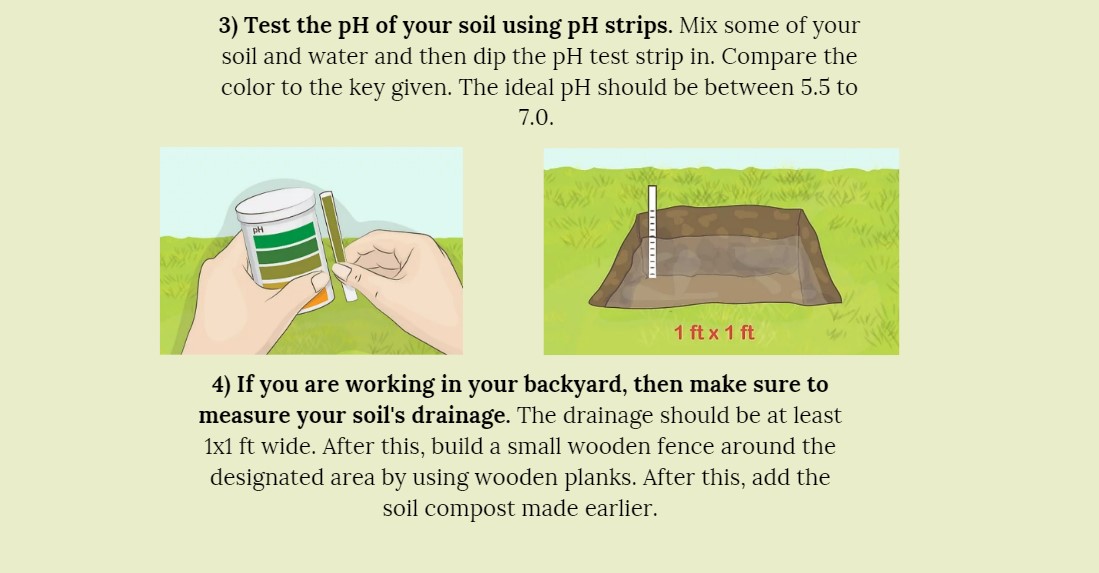 3) Test the pH of your soil using pH strips. Mix some of your
soil and water and then dip the pH test strip in. Compare the
color to the key given. The ideal pH should be between 5.5 to
7.0.
pH
1 ft x 1 ft
4) If you are working in your backyard, then make sure to
measure your soil's drainage. The drainage should be at least
1x1 ft wide. After this, build a small wooden fence around the
designated area by using wooden planks. After this, add the
soil compost made earlier.